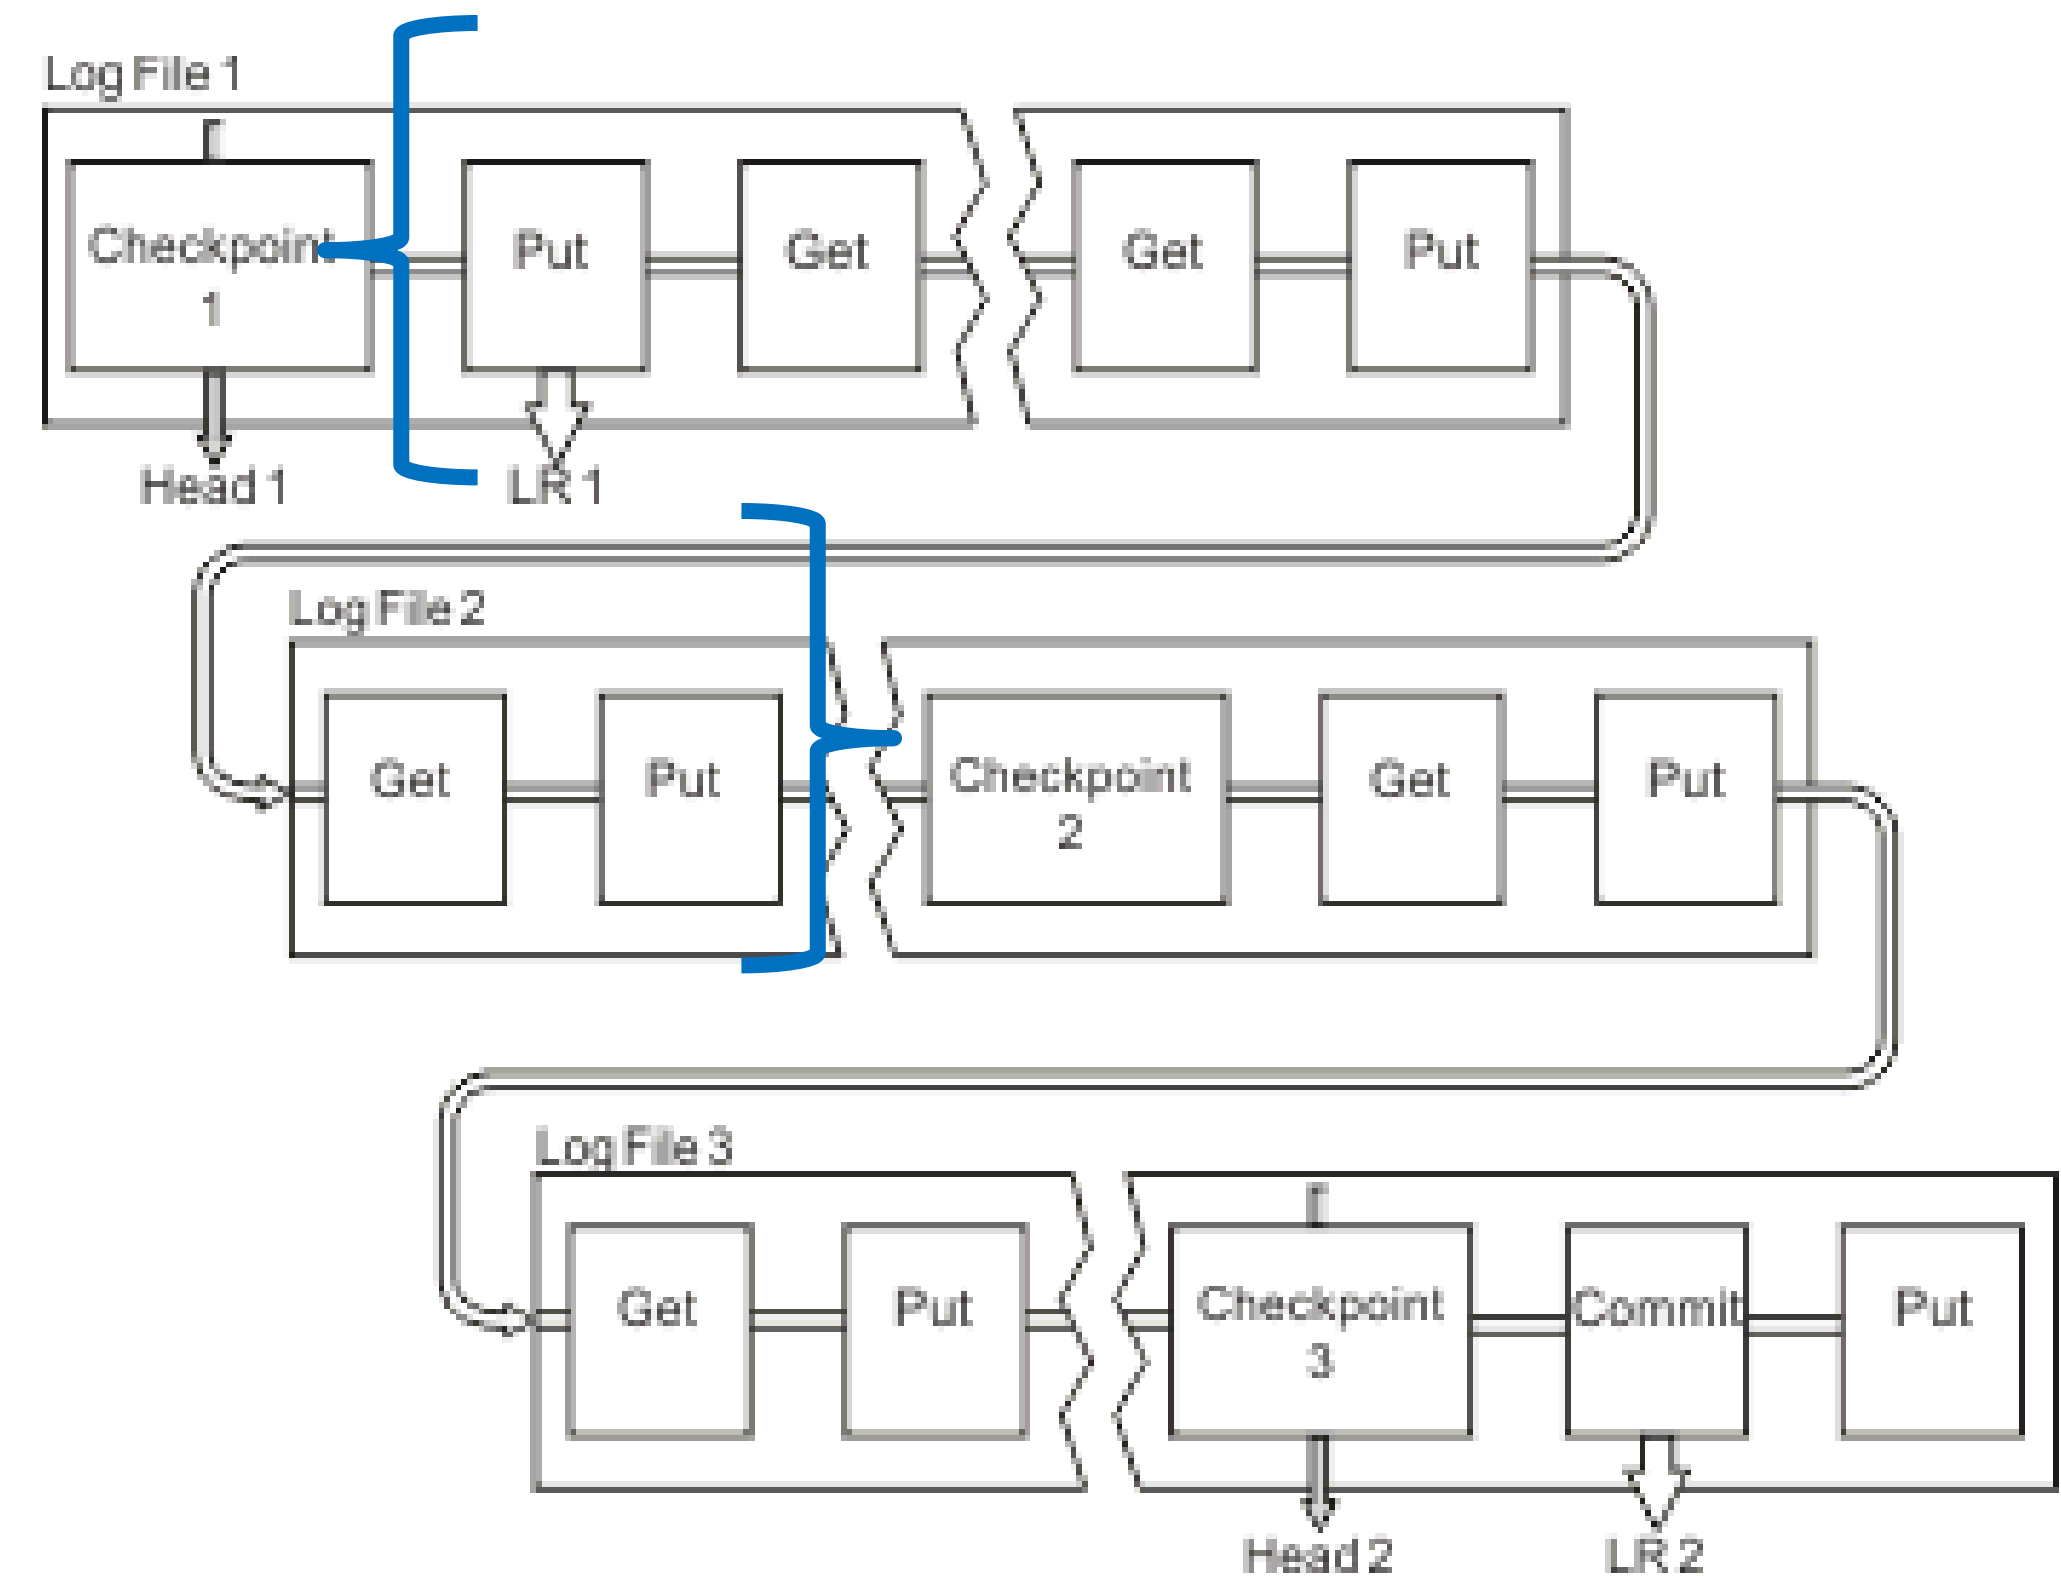 Log File 1
Checkpoint
1
Put
Get
Get
Put
Head 1
LR 1
Log File 2
Get
Put
Checkpoint
2
Get
Put
Log File 3
Get
Put
Checkpoint
3
Commit
Put
Head 2
LR 2